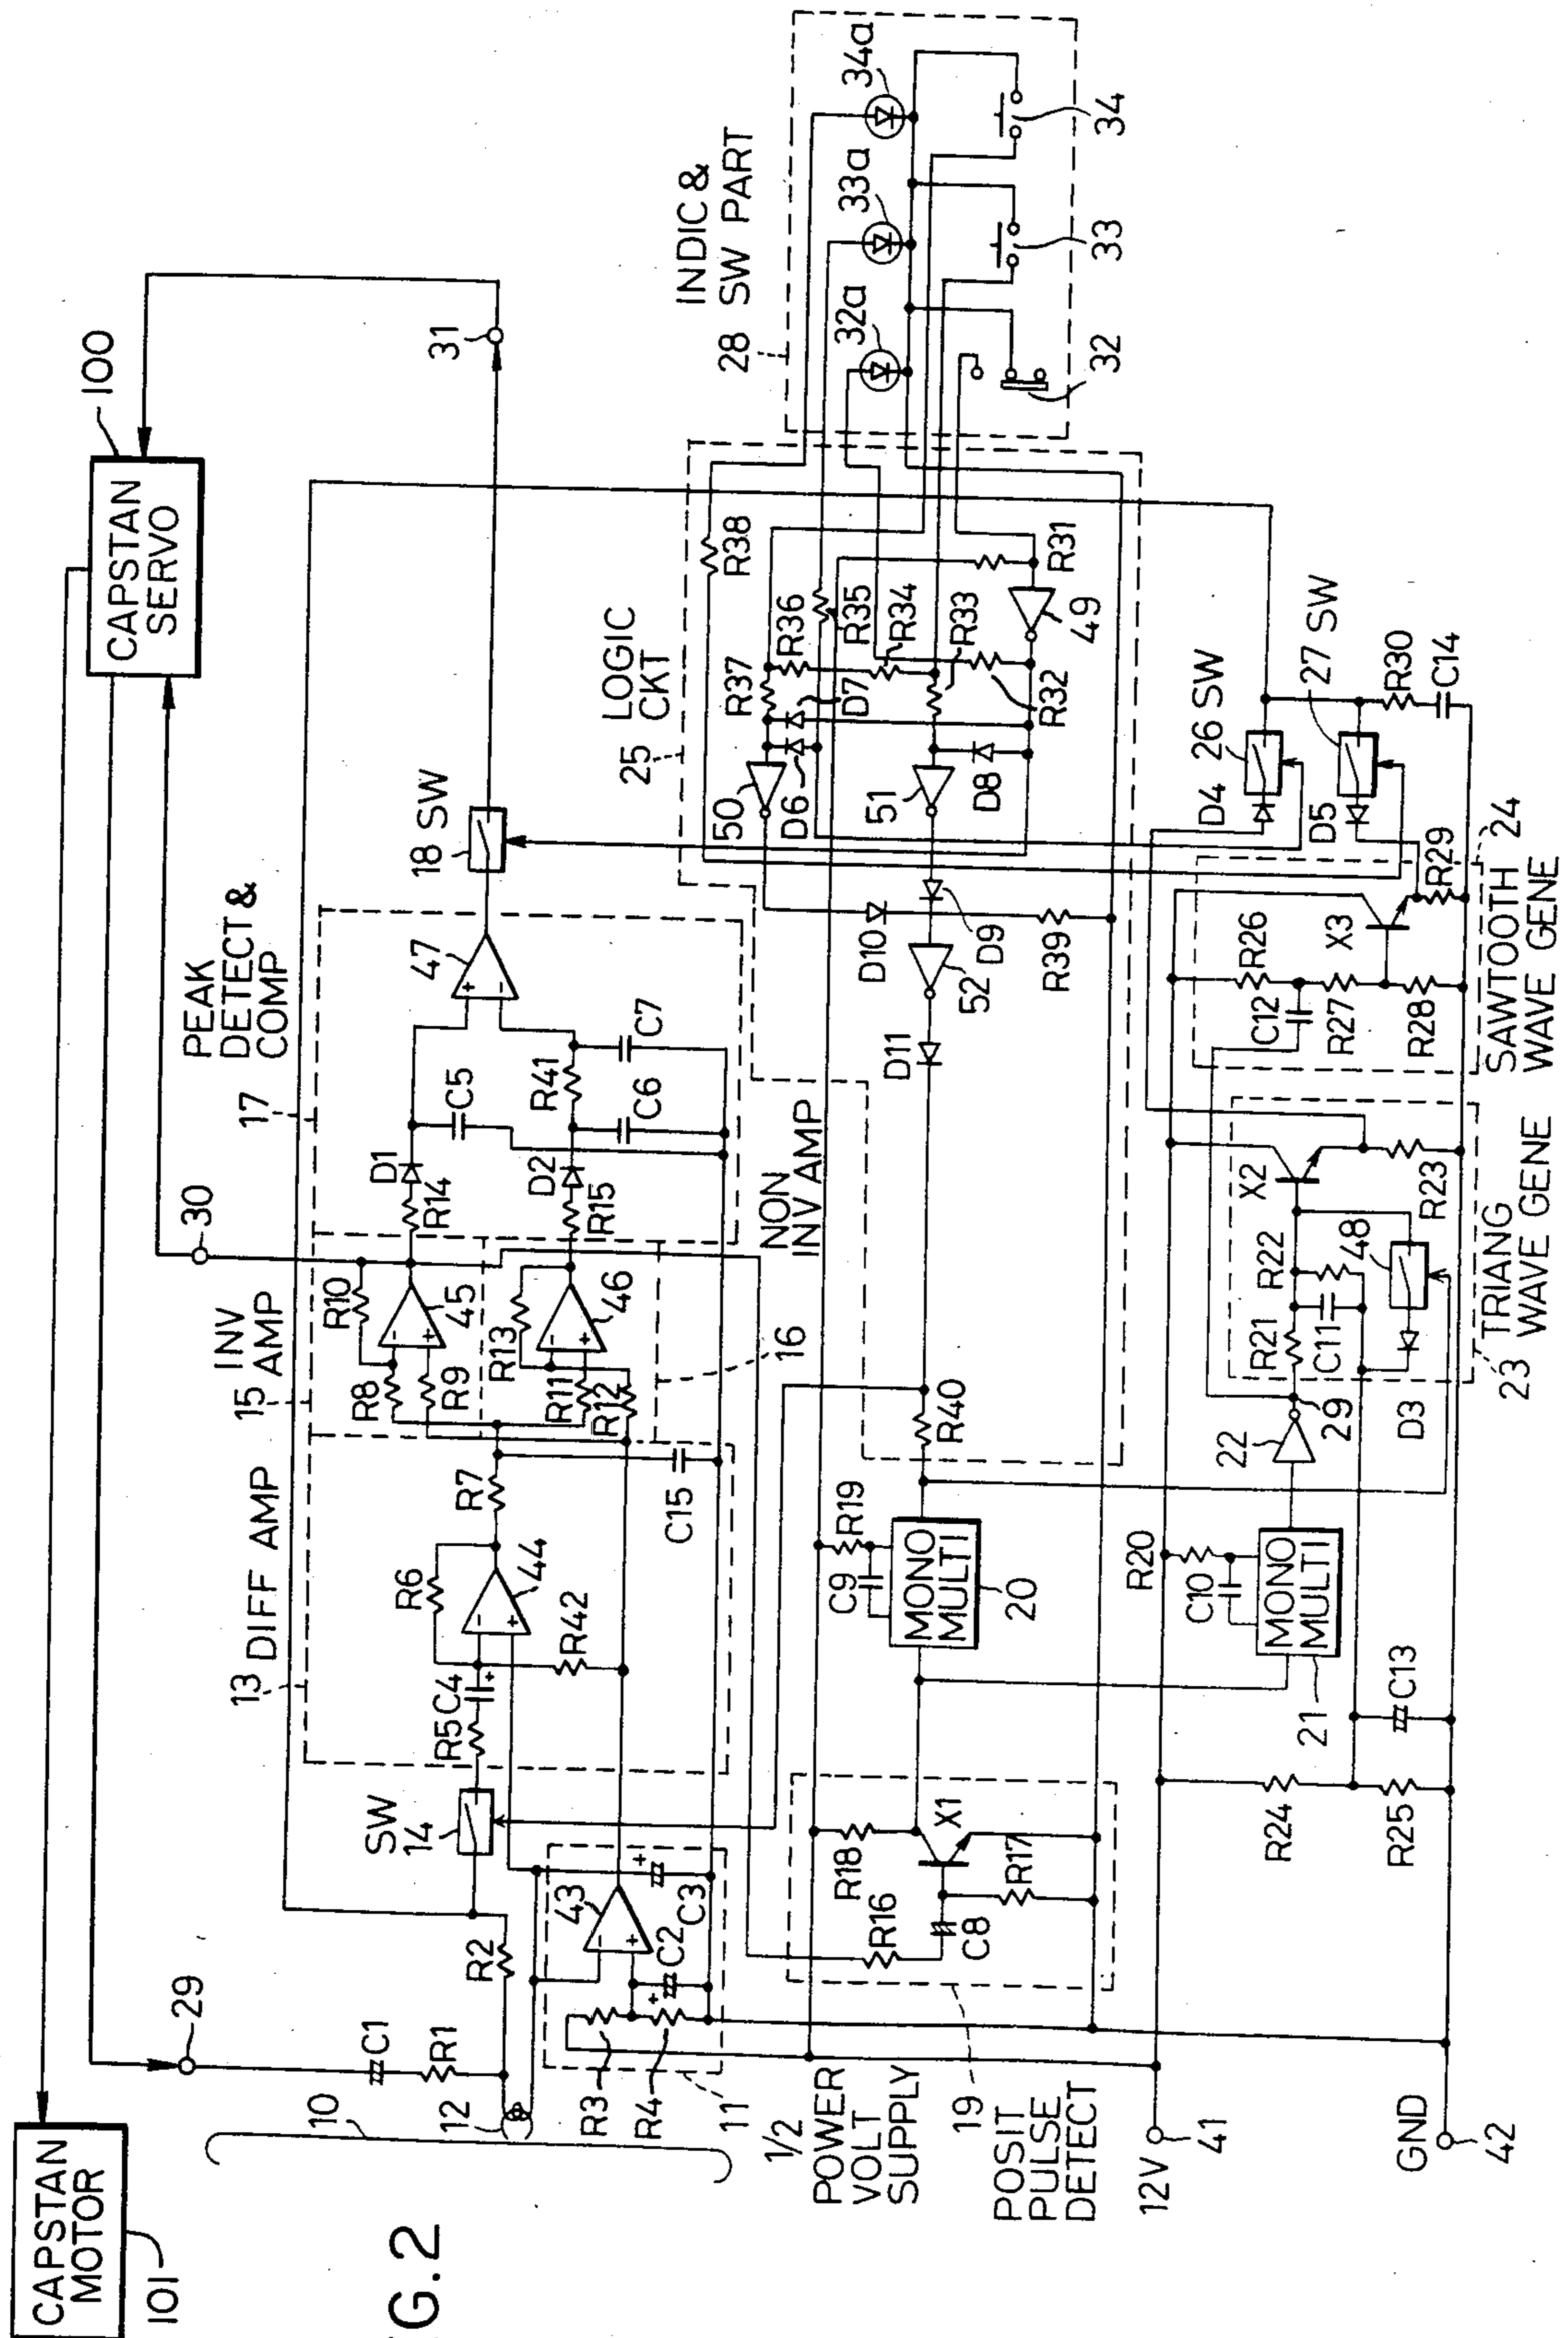 CAPSTAN
MOTOR
101
G.2
CAPSTAN
SERVO
100
29
C1
R1
10
12
R2
SW
14
R3
R4
11
43
C2
C3
13
DIFF AMP
R5
C4
R6
44
R42
R7
C15
15
INV
AMP
R8
R9
R10
45
R11
R12
R13
46
16
NON
INV AMP
30
17
PEAK
DETECT &
COMP
R14
D1
R15
D2
C5
C6
R41
C7
47
18 SW
31
1/2
POWER
VOLT
SUPPLY
19
POSIT
PULSE
DETECT
R16
C8
R17
R18
X1
C9
R19
MONO
MULTI
20
R40
D11
52
D10
D9
R39
25
LOGIC
CKT
50
51
D6
D7
D8
R37
R36
R35
R34
R33
R32
R31
49
R38
28
INDIC &
SW PART
32a
33a
34a
32
33
34
12V
41
GND
42
R24
R25
C13
21
MONO
MULTI
C10
R20
22
29
D3
R21
C11
R22
48
X2
R23
23
TRIANG
WAVE GENE
C12
R26
R27
R28
X3
R29
24
SAWTOOTH
WAVE GENE
D4
D5
26 SW
27 SW
R30
C14